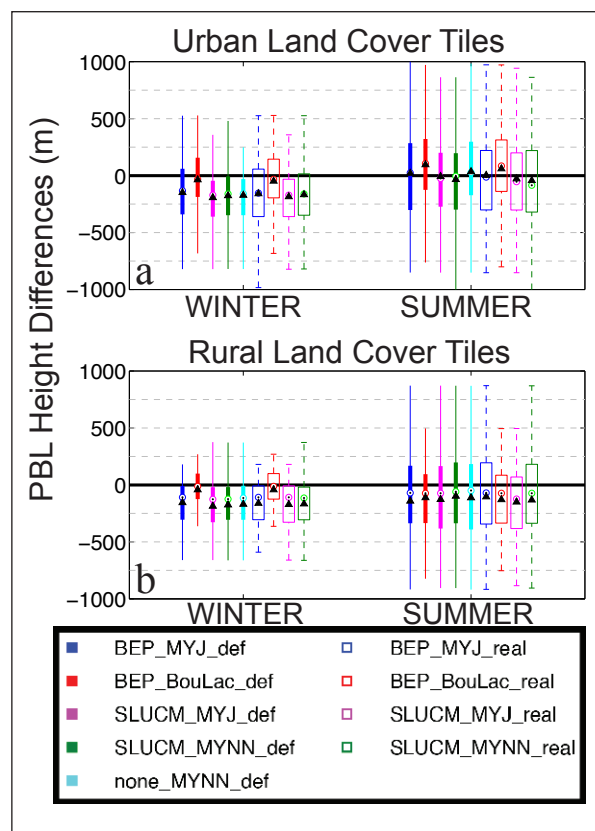 Urban Land Cover Tiles
PBL Height Differences (m)
1000
500
0
−500
−1000
a
WINTER SUMMER
Rural Land Cover Tiles
1000
500
0
−500
−1000
b
WINTER SUMMER
BEP_MYJ_def BEP_MYJ_real
BEP_BouLac_def BEP_BouLac_real
SLUCM_MYJ_def SLUCM_MYJ_real
SLUCM_MYNN_def SLUCM_MYNN_real
none_MYNN_def